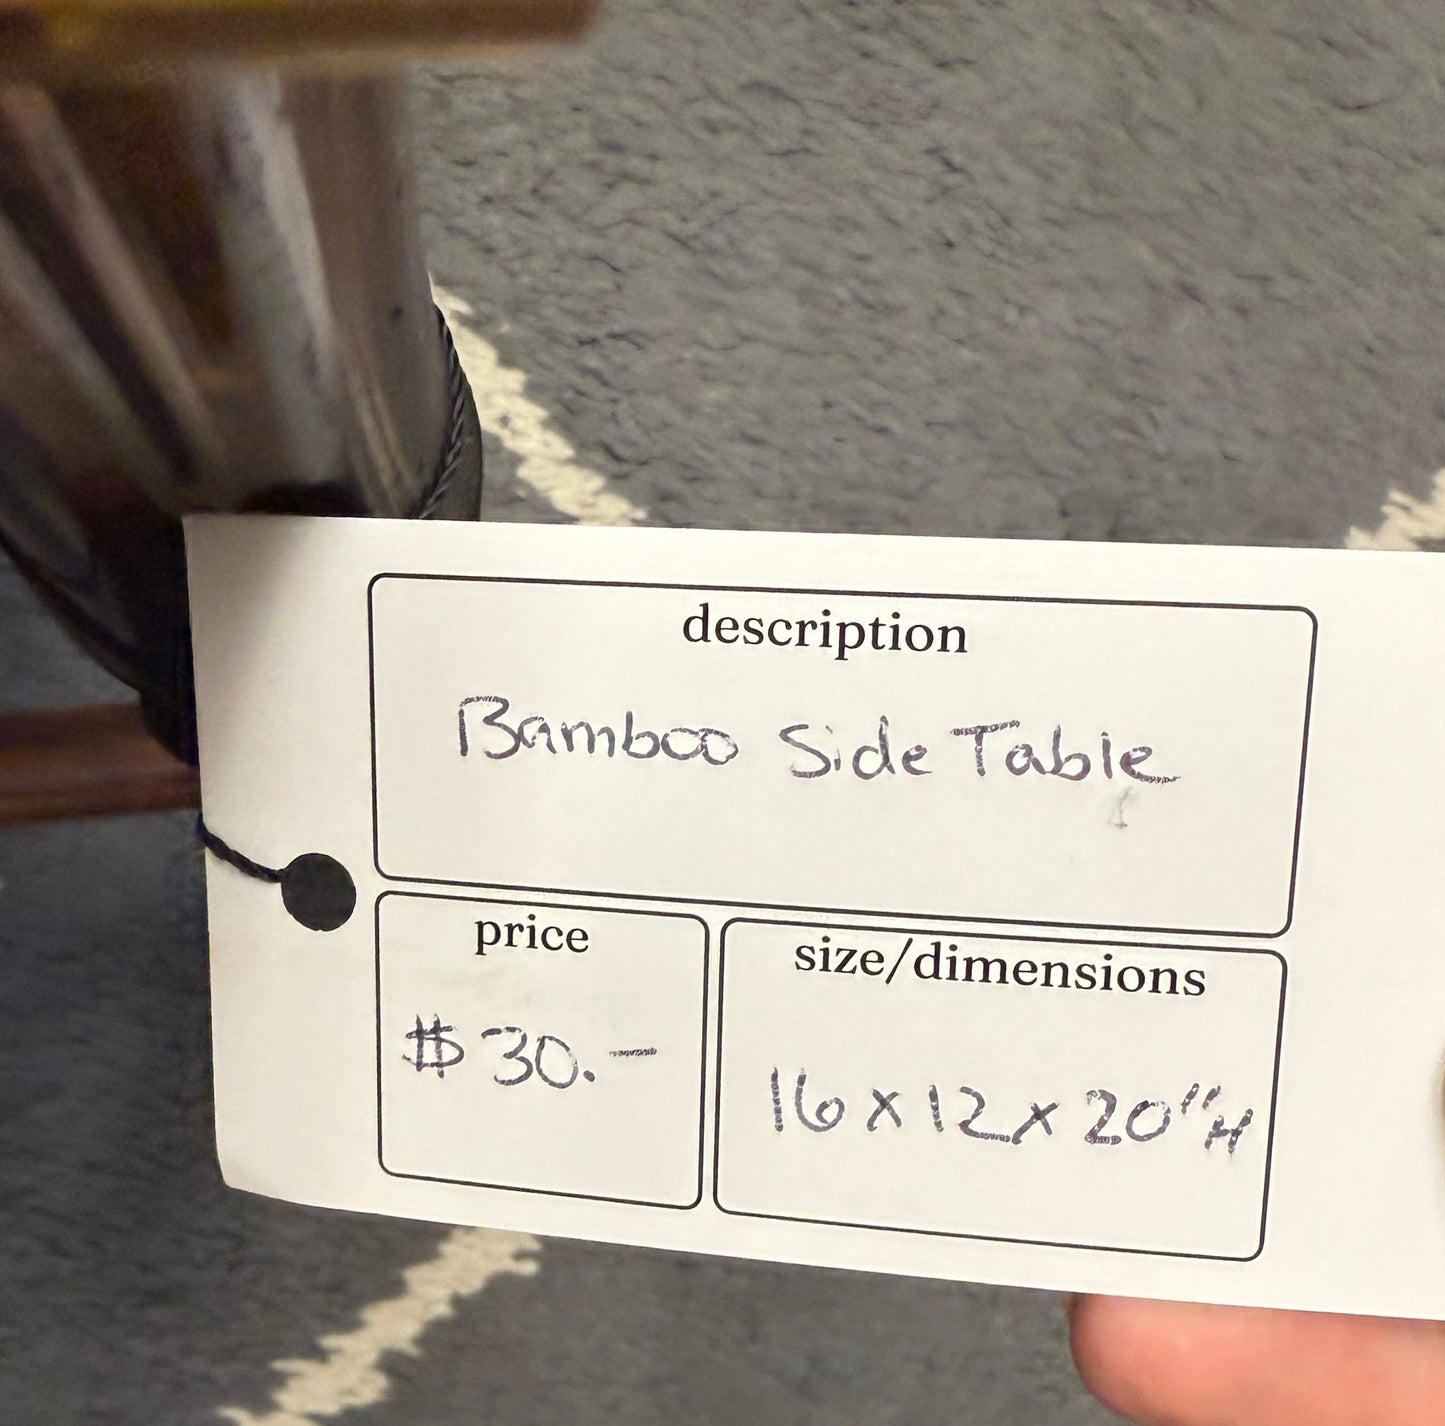 description
Bamboo Side Table
price
$30.-
size/dimensions
16 x 12 x 20"H